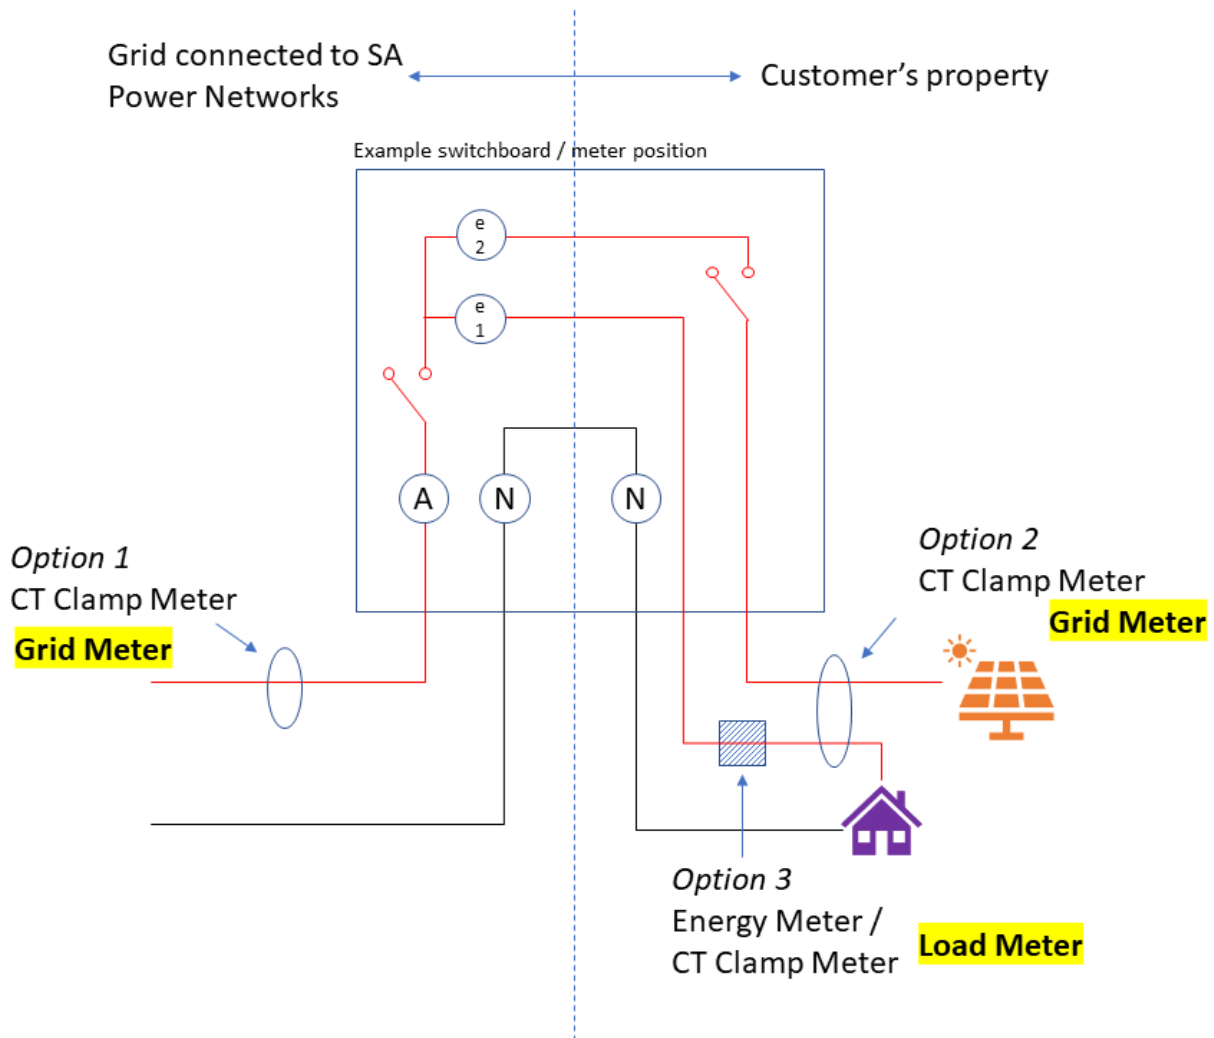 Grid connected to SA
Power Networks
Customer’s property
Example switchboard / meter position
e
2
e
1
A
N
N
Option 1
CT Clamp Meter
Grid Meter
Option 2
CT Clamp Meter
Grid Meter
Option 3
Energy Meter /
CT Clamp Meter
Load Meter